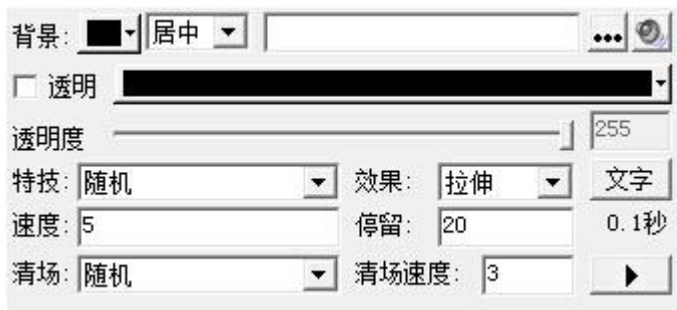 背景: 居中 ...
透明
透明度 255
特技: 随机 效果: 拉伸 文字
速度: 5 停留: 20 0.1秒
清场: 随机 清场速度: 3